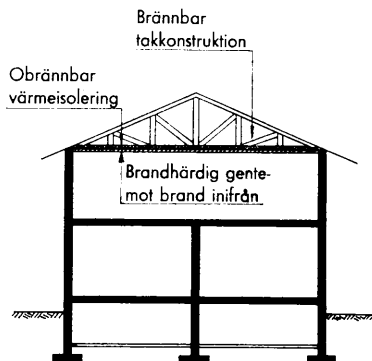 Brännbar
takkonstruktion
Obrännbar
värmeisolering
Brandhärdig gente-
mot brand inifrån